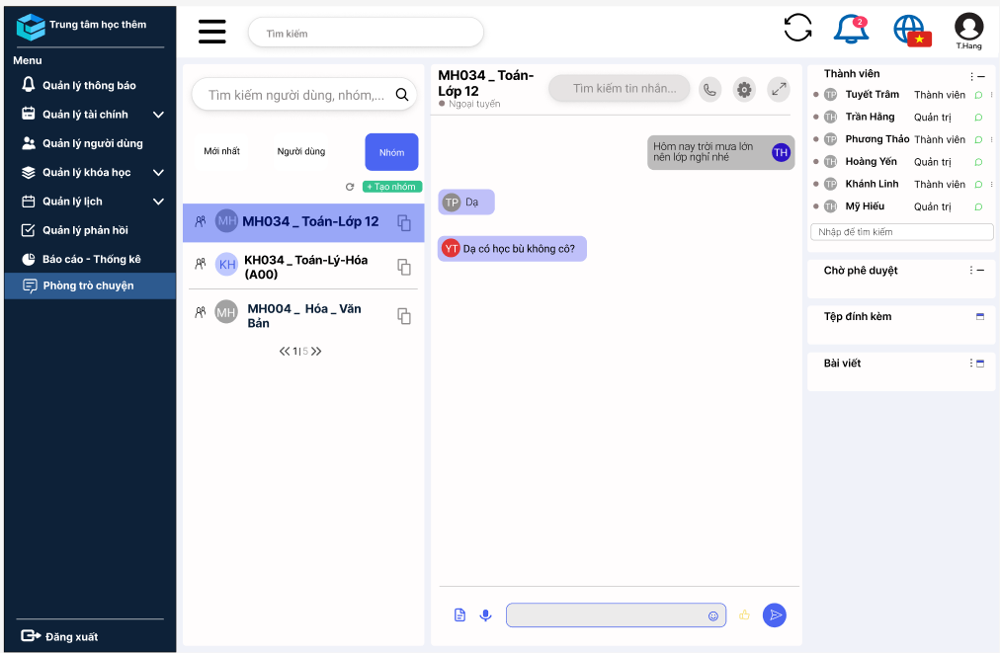 Trung tâm học thêm
Menu
Quản lý thông báo
Quản lý tài chính
Quản lý người dùng
Quản lý khóa học
Quản lý lịch
Quản lý phản hồi
Báo cáo - Thống kê
Phòng trò chuyện
Đăng xuất
Tìm kiếm
2
T.Hang
Tìm kiếm người dùng, nhóm,...
Mới nhất
Người dùng
Nhóm
+ Tạo nhóm
MH
MH034 _ Toán-Lớp 12
KH
KH034 _ Toán-Lý-Hóa
(A00)
MH
MH004 _ Hóa _ Văn
Bản
1 | 5
MH034 _ Toán-
Lớp 12
Ngoại tuyến
Tìm kiếm tin nhắn...
Hôm nay trời mưa lớn
nên lớp nghỉ nhé
TH
TP Dạ
YT Dạ có học bù không cô?
Thành viên
TP Tuyết Trâm Thành viên
TH Trần Hằng Quản trị
TP Phương Thảo Thành viên
TH Hoàng Yến Quản trị
TP Khánh Linh Thành viên
TH Mỹ Hiếu Quản trị
Nhập để tìm kiếm
Chờ phê duyệt
Tệp đính kèm
Bài viết